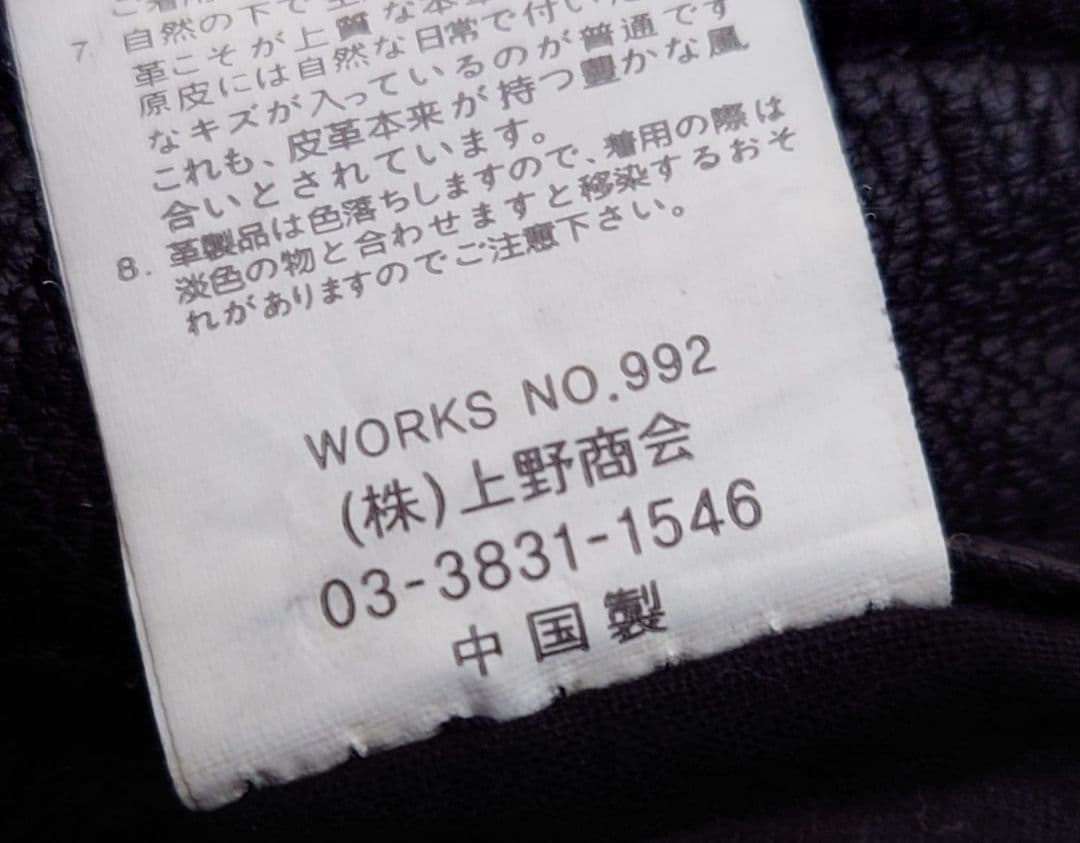 7. 自然の下で
革こそが上質な本革
原皮には自然な日常で付いた
なキズが入っているのが普通です
これも、皮革本来が持つ豊かな風
合いとされています。
8. 革製品は色落ちしますので、着用の際は
淡色の物と合わせますと移染するおそ
れがありますのでご注意下さい。
WORKS NO.992
(株)上野商会
03-3831-1546
中国製